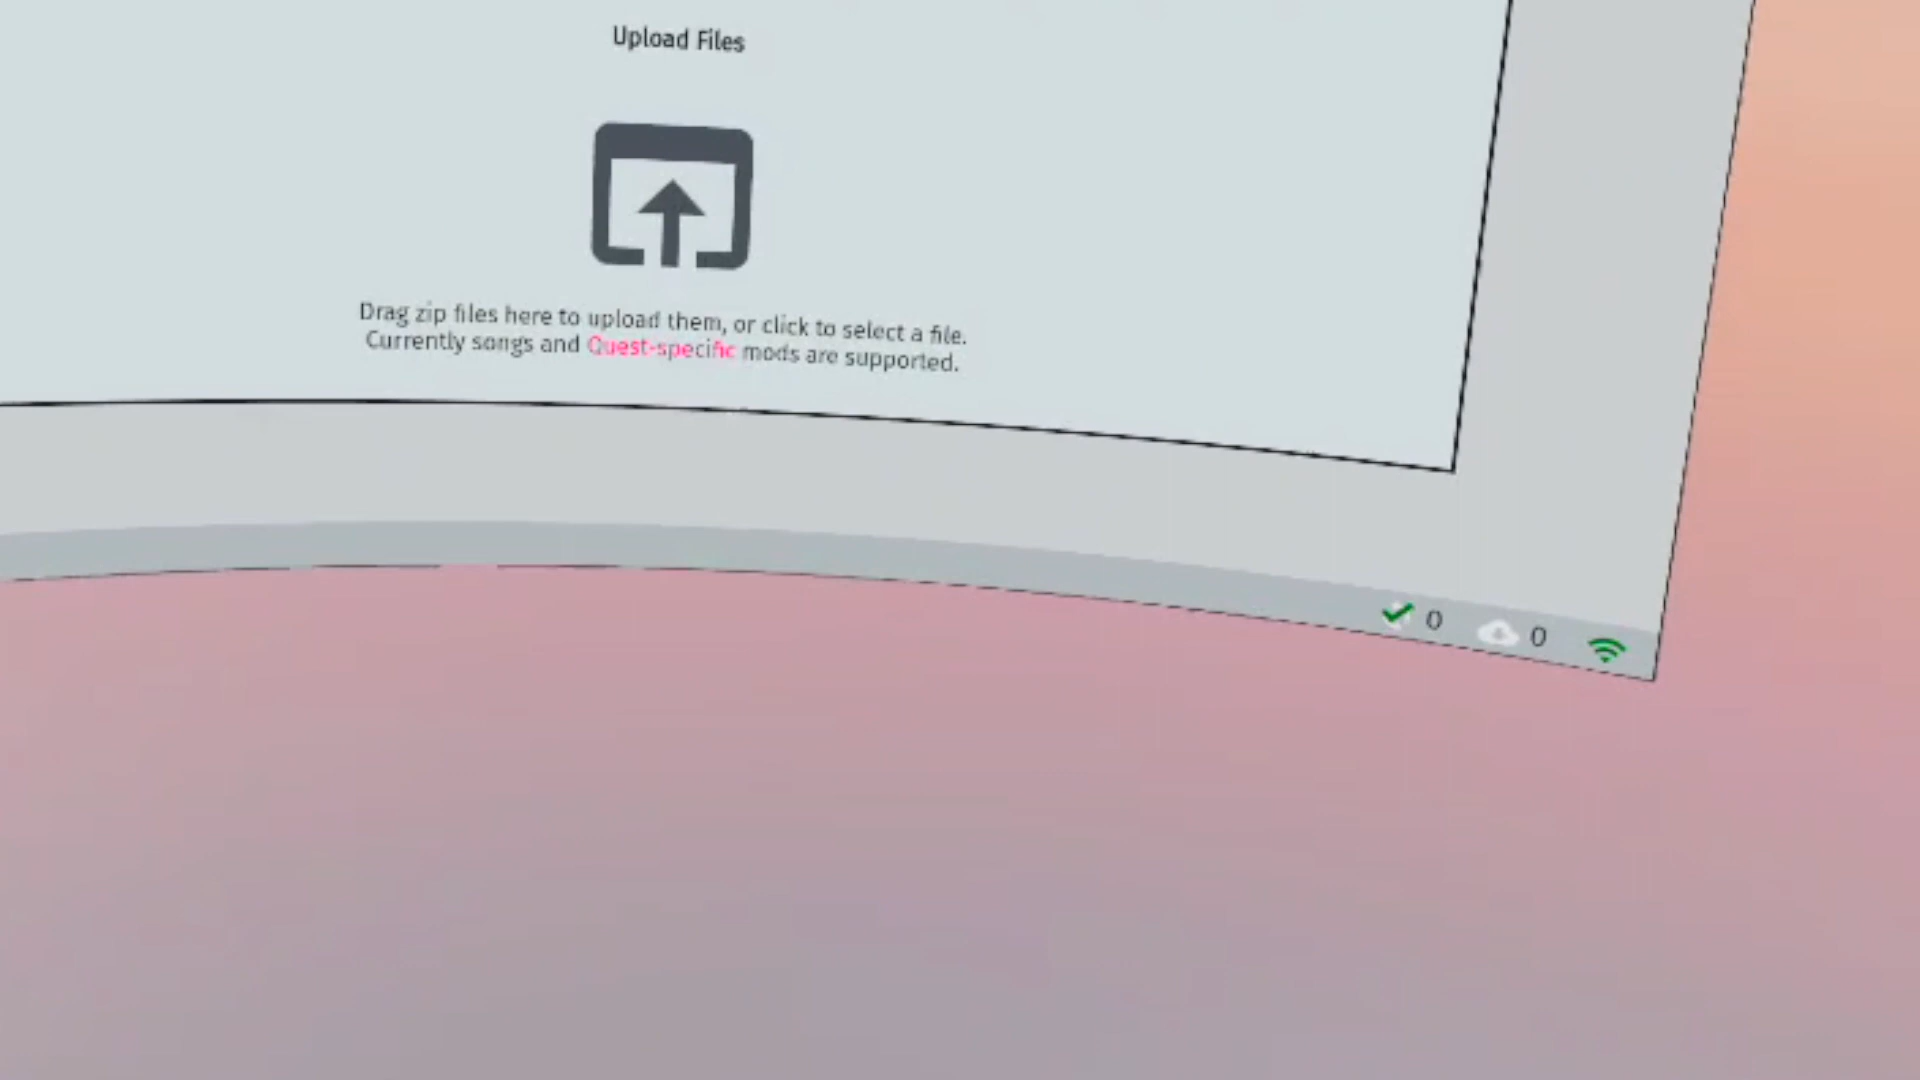 Upload Files
Drag zip files here to upload them, or click to select a file.
Currently songs and Quest-specific mods are supported.
0 0